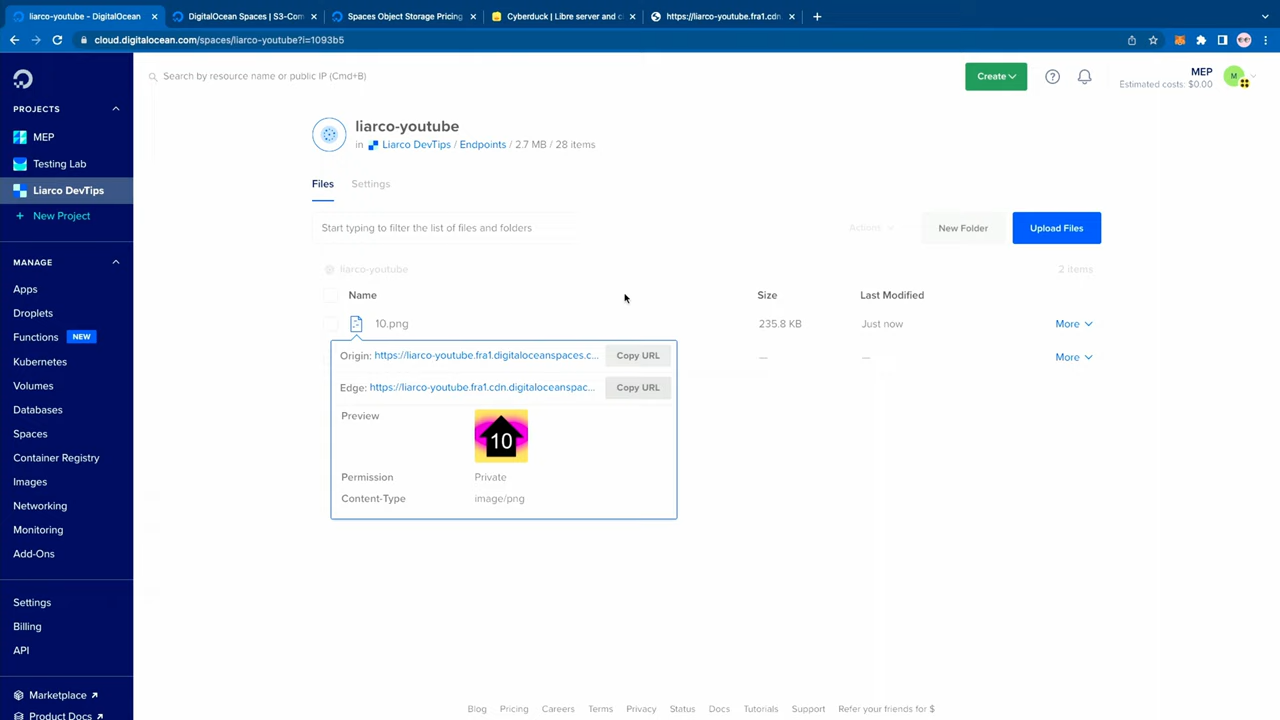 liarco-youtube - DigitalOcean
DigitalOcean Spaces | S3-Com
Spaces Object Storage Pricing
Cyberduck | Libre server and c
https://liarco-youtube.fra1.cdn
cloud.digitalocean.com/spaces/liarco-youtube?i=1093b5
PROJECTS
MEP
Testing Lab
Liarco DevTips
+ New Project
MANAGE
Apps
Droplets
Functions NEW
Kubernetes
Volumes
Databases
Spaces
Container Registry
Images
Networking
Monitoring
Add-Ons
Settings
Billing
API
Marketplace ↗
Product Docs ↗
Search by resource name or public IP (Cmd+B)
Create
?
MEP
Estimated costs: $0.00
M
liarco-youtube
in Liarco DevTips / Endpoints / 2.7 MB / 28 items
Files
Settings
Start typing to filter the list of files and folders
Actions
New Folder
Upload Files
liarco-youtube
2 items
Name
Size
Last Modified
10.png
235.8 KB
Just now
More
— — More
Origin: https://liarco-youtube.fra1.digitaloceanspaces.c...
Copy URL
Edge: https://liarco-youtube.fra1.cdn.digitaloceanspac...
Copy URL
Preview
10
Permission
Private
Content-Type
image/png
Blog Pricing Careers Terms Privacy Status Docs Tutorials Support Refer your friends for $